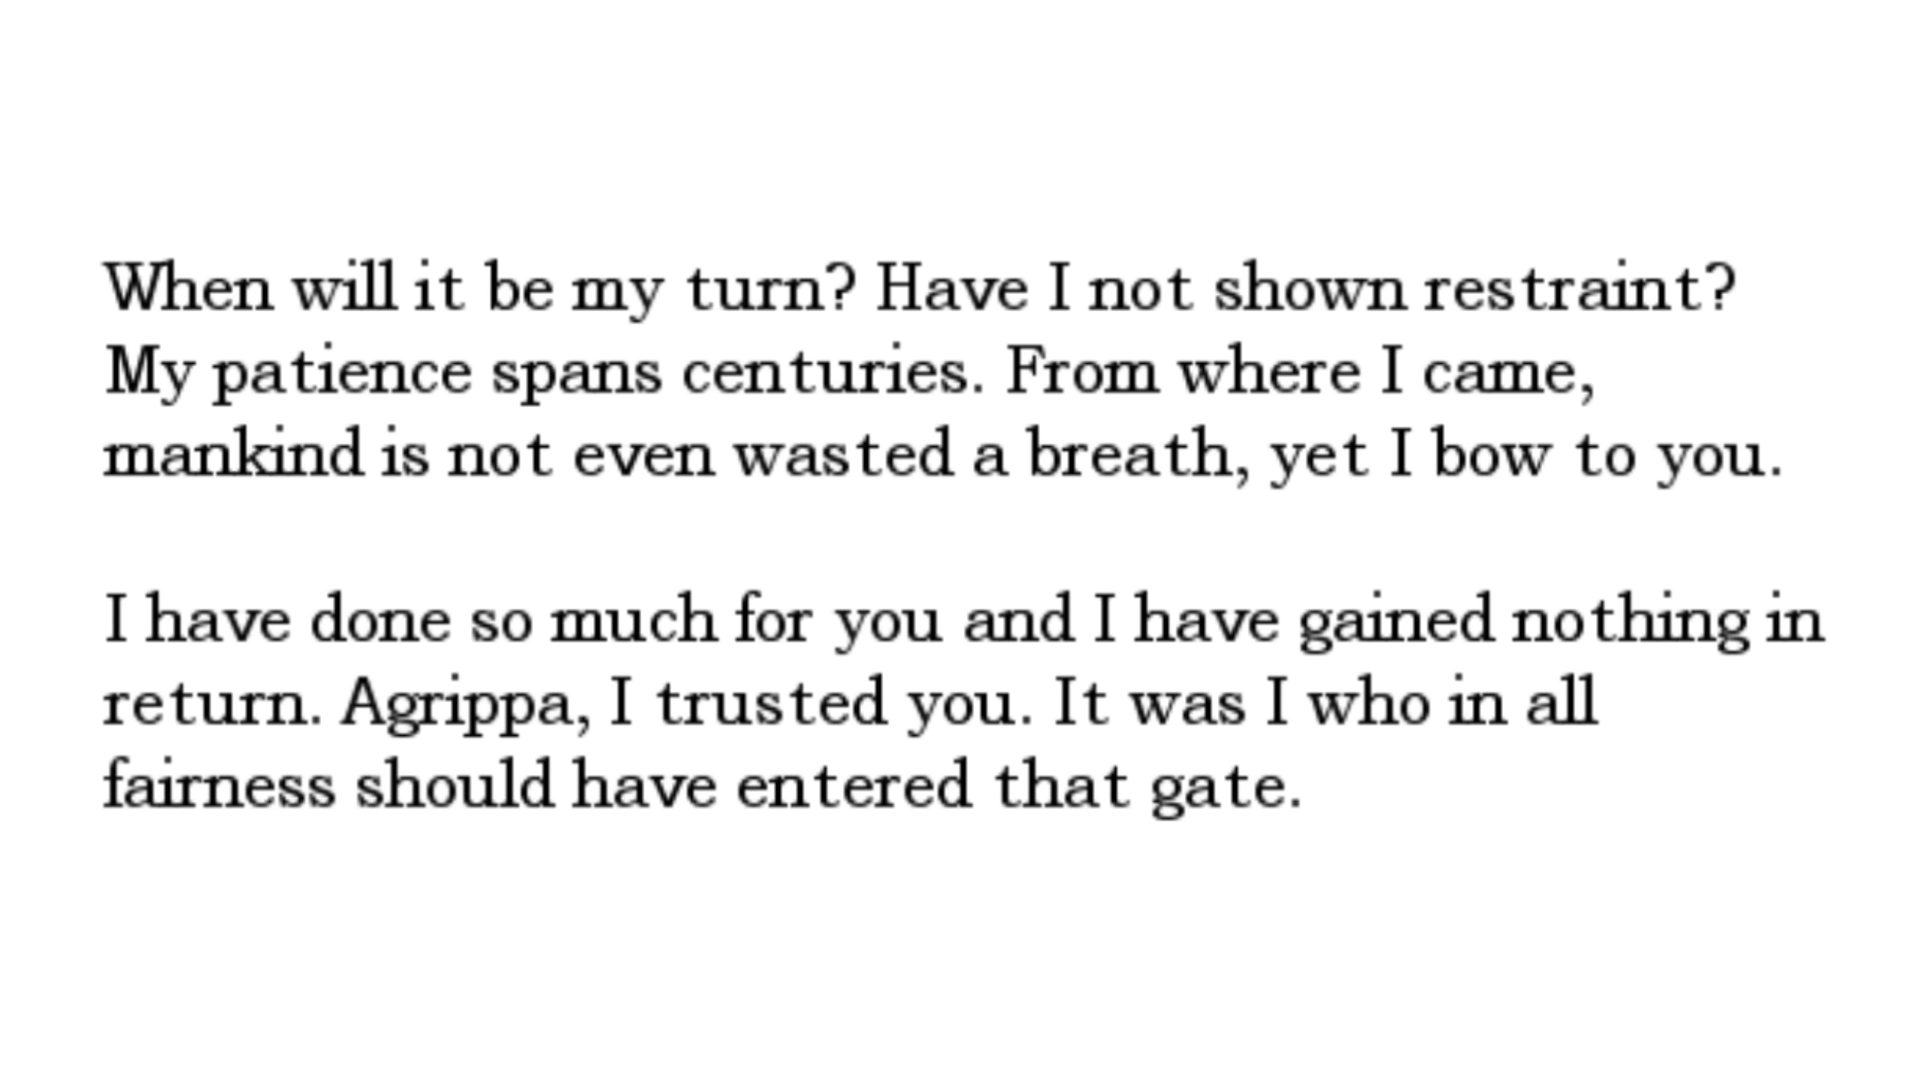 When will it be my turn? Have I not shown restraint?
My patience spans centuries. From where I came,
mankind is not even wasted a breath, yet I bow to you.
I have done so much for you and I have gained nothing in
return. Agrippa, I trusted you. It was I who in all
fairness should have entered that gate.